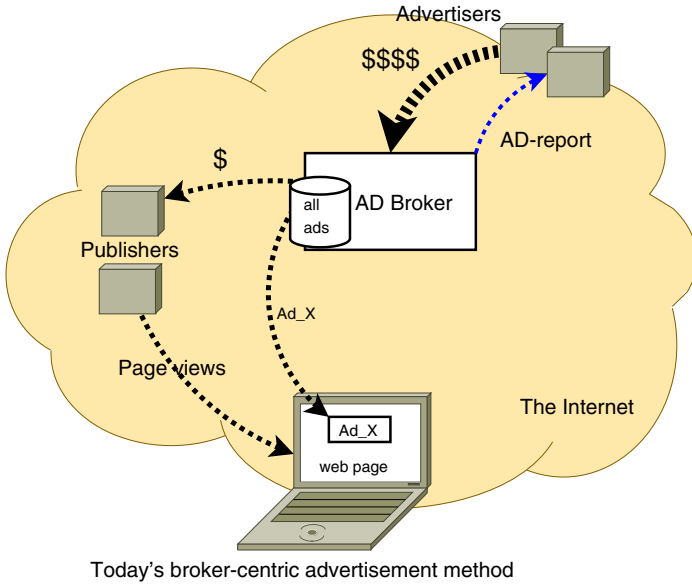 Advertisers
$$$$
AD-report
$
all
ads
AD Broker
Publishers
Ad_X
Page views
The Internet
Ad_X
web page
Today's broker-centric advertisement method